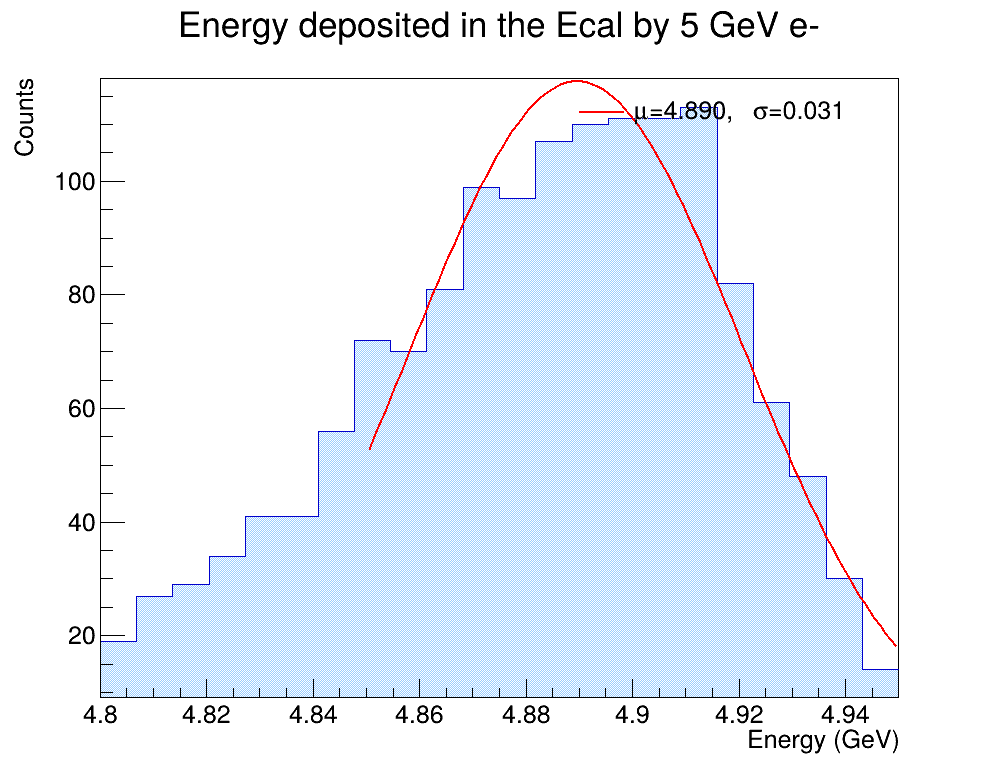 Energy deposited in the Ecal by 5 GeV e-
Counts
μ=4.890, σ=0.031
100
80
60
40
20
4.8 4.82 4.84 4.86 4.88 4.9 4.92 4.94
Energy (GeV)